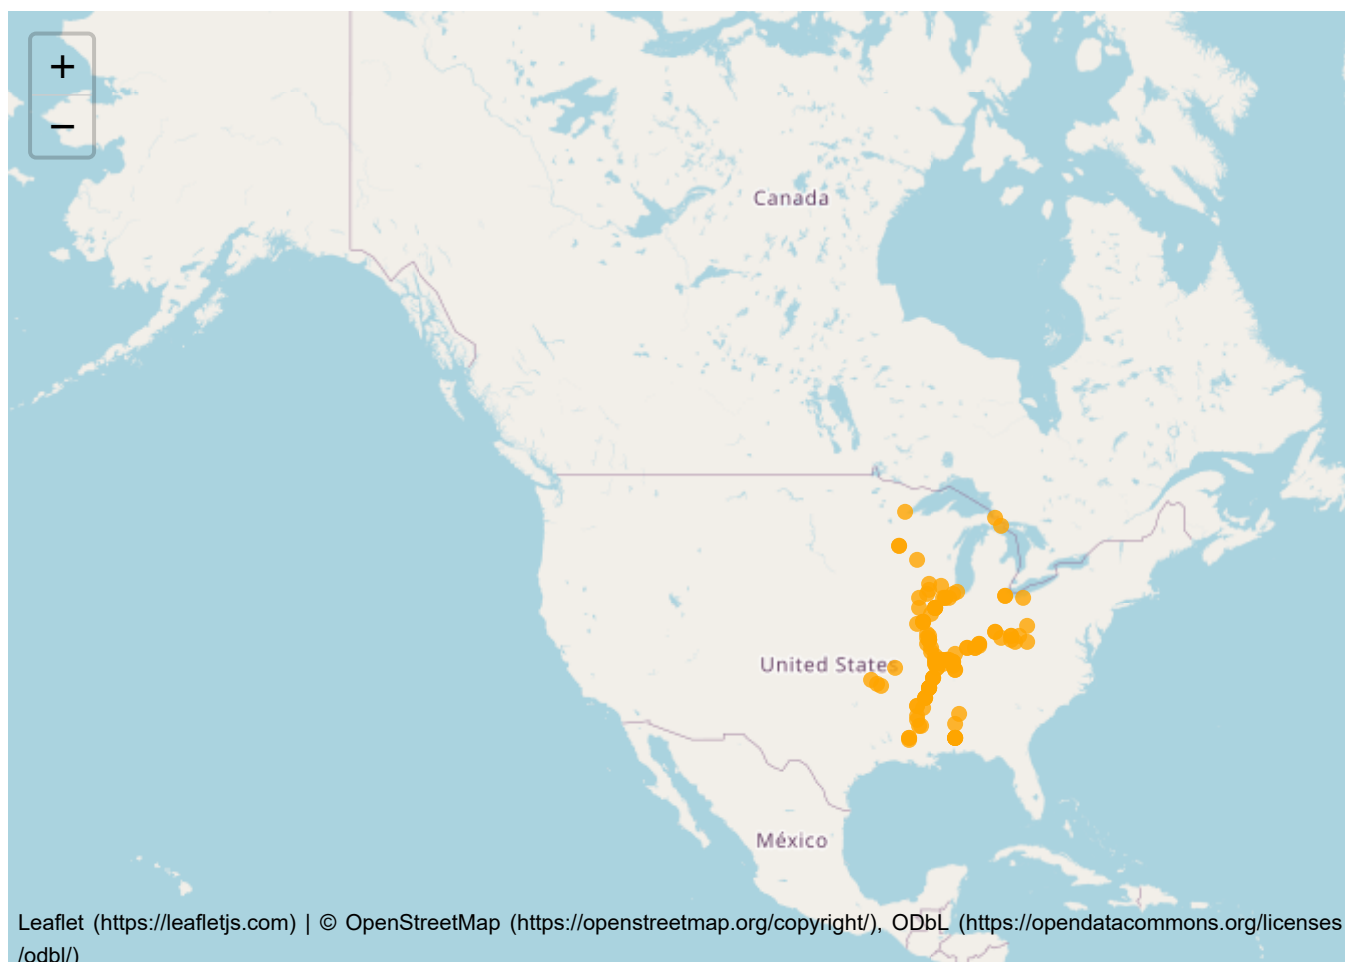 +
−
Canada
United States
México
Leaflet (https://leafletjs.com) | © OpenStreetMap (https://openstreetmap.org/copyright/), ODbL (https://opendatacommons.org/licenses
/odbl/)